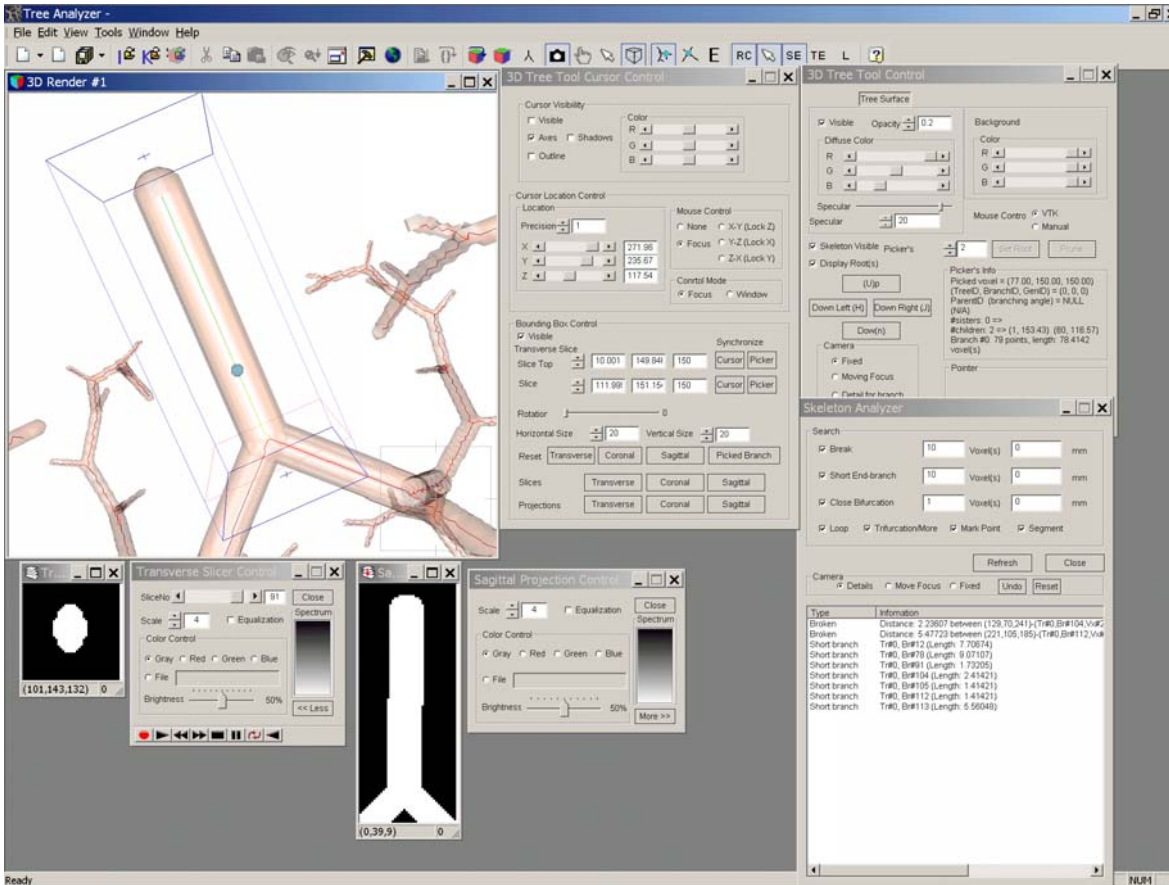 Tree Analyzer -
File Edit View Tools Window Help
E RC SE TE L
3D Render #1
3D Tree Tool Cursor Control
Cursor Visibility
Visible
Axes Shadows
Outline
Color
R
G
B
Cursor Location Control
Location
Precision 1
X 271.96
Y 235.67
Z 117.54
Mouse Control
None X-Y (Lock Z)
Focus Y-Z (Lock X)
Z-X (Lock Y)
Conrtol Mode
Focus Window
Bounding Box Control
Visible
Transverse Slice Synchronize
Slice Top 10.001 149.84 150 Cursor Picker
Slice 111.99 151.15 150 Cursor Picker
Rotatior 0
Horizontal Size 20 Vertical Size 20
Reset Transverse Coronal Sagittal Picked Branch
Slices Transverse Coronal Sagittal
Projections Transverse Coronal Sagittal
3D Tree Tool Control
Tree Surface
Visible Opacity 0.2
Diffuse Color
R
G
B
Specular
Specular 20
Background
Color
R
G
B
Mouse Contro VTK
Manual
Skeleton Visible Picker's 2 Set Root Prune
Display Root(s)
(U)p
Down Left (H) Down Right (J)
Dow(n)
Camera
Fixed
Moving Focus
Detail for branch
Picker's Info
Picked voxel = (77.00, 150.00, 150.00)
(TreeID, BranchID, GenID) = (0, 0, 0)
ParentID (branching angle) = NULL
(N/A)
#sisters: 0 =>
#children: 2 => (1, 153.43) (60, 116.57)
Branch #0: 79 points, length: 78.4142
voxel(s)
Pointer
Skeleton Analyzer
Search
Break 10 Voxel(s) 0 mm
Short End-branch 10 Voxel(s) 0 mm
Close Bifurcation 1 Voxel(s) 0 mm
Loop Trifurcation/More Mark Point Segment
Refresh Close
Camera
Details Move Focus Fixed Undo Reset
Type Infomation
Broken Distance: 2.23607 between (129,70,241)-(Tr#0,Br#104,Vx#2
Broken Distance: 5.47723 between (221,105,185)-(Tr#0,Br#112,Vx#
Short branch Tr#0, Br#12 (Length: 7.70674)
Short branch Tr#0, Br#78 (Length: 9.07107)
Short branch Tr#0, Br#91 (Length: 1.73205)
Short branch Tr#0, Br#104 (Length: 2.41421)
Short branch Tr#0, Br#105 (Length: 1.41421)
Short branch Tr#0, Br#112 (Length: 1.41421)
Short branch Tr#0, Br#113 (Length: 5.56048)
Tr...
(101,143,132) 0
Transverse Slicer Control
SliceNo 91 Close
Scale 4 Equalization Spectrum
Color Control
Gray Red Green Blue
File
Brightness 50% << Less
Sa...
(0,39,9) 0
Sagittal Projection Control
Scale 4 Equalization Close
Spectrum
Color Control
Gray Red Green Blue
File
Brightness 50% More >>
Ready NUM